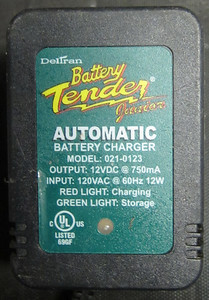 Deltran
Battery
Tender®
Junior
AUTOMATIC
BATTERY CHARGER
MODEL: 021-0123
OUTPUT: 12VDC @ 750mA
INPUT: 120VAC @ 60Hz 12W
RED LIGHT: Charging
GREEN LIGHT: Storage
C UL US
LISTED
69GF